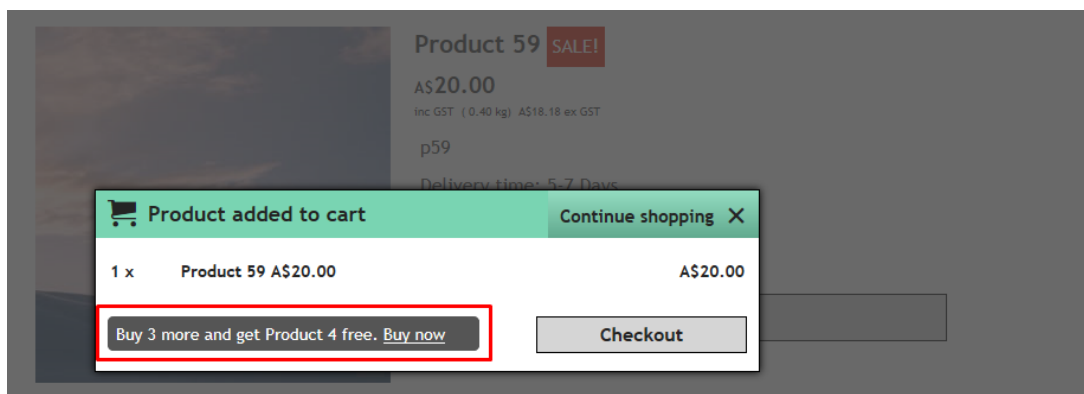 Product 59 SALE!
A$20.00
inc GST ( 0.40 kg) A$18.18 ex GST
p59
Delivery time: 5-7 Days
Product added to cart
Continue shopping ✕
1 x Product 59 A$20.00 A$20.00
Buy 3 more and get Product 4 free. Buy now
Checkout